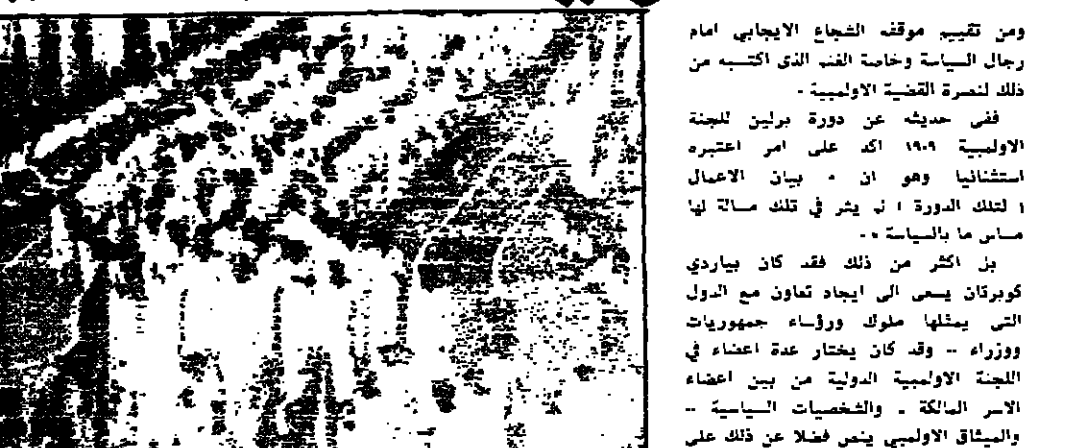 ومن تقييم موقفه الشجاع الايجابي امام
رجال السياسة وخاصة الغنم الذى اكتسبه من
ذلك لنصرة القضية الاولمبية .
ففى حديثه عن دورة برلين للجنة
الاولمبية ١٩٠٩ اكد على امر اعتبره
استثنائيا وهو ان « بيان الاعمال
( لتلك الدورة ) لم يثر في تلك مسالة لها
مساس ما بالسياسة » .
بل اكثر من ذلك فقد كان بياردي
كوبرتان يسعى الى ايجاد تعاون مع الدول
التى يمثلها ملوك ورؤساء جمهوريات
ووزراء .. وقد كان يختار عدة اعضاء في
اللجنة الاولمبية الدولية من بين اعضاء
الاسر المالكة . والشخصيات السياسية ..
والميثاق الاولمبي ينص فضلا عن ذلك على